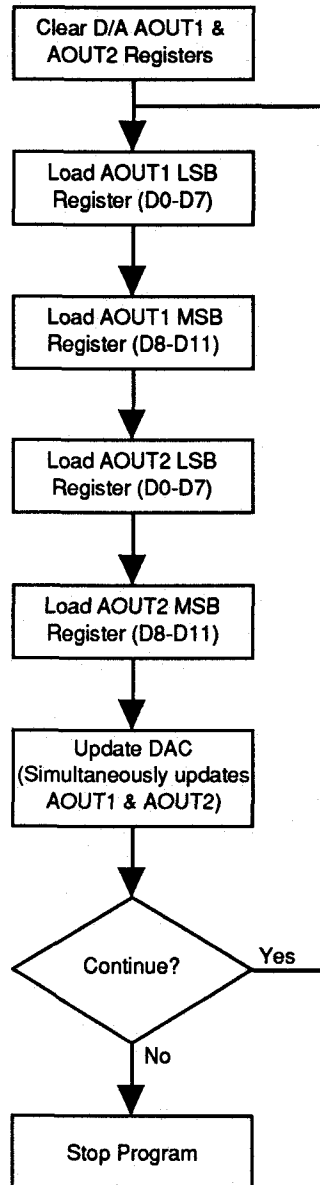 Clear D/A AOUT1 &
AOUT2 Registers
Load AOUT1 LSB
Register (D0-D7)
Load AOUT1 MSB
Register (D8-D11)
Load AOUT2 LSB
Register (D0-D7)
Load AOUT2 MSB
Register (D8-D11)
Update DAC
(Simultaneously updates
AOUT1 & AOUT2)
Continue?
Yes
No
Stop Program